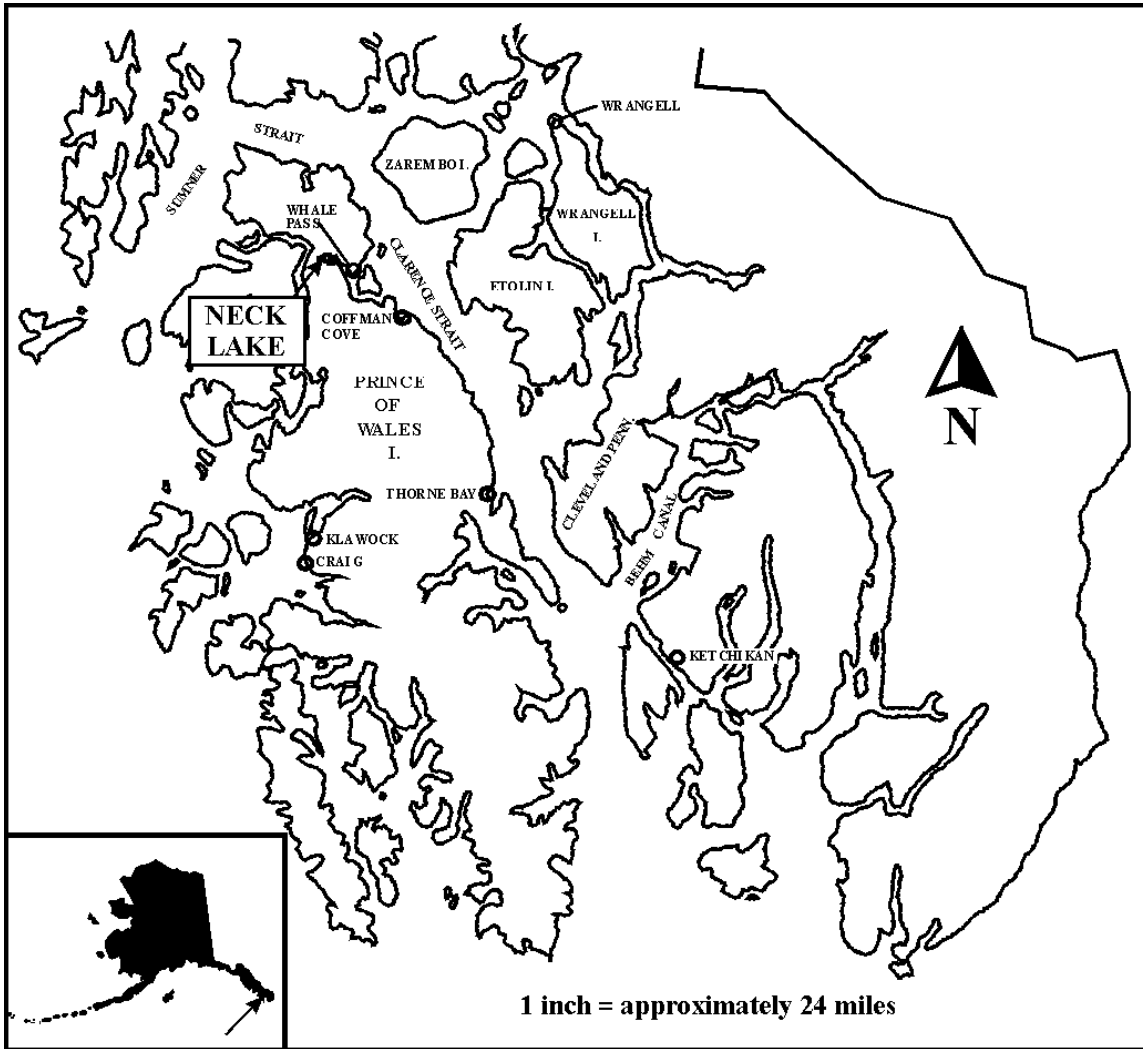 WRANGELL
STRAIT
ZAREMBO I.
SUMNER
WHALE
PASS
WRANGELL
I.
CLARENCE STRAIT
ETOLIN I.
NECK
LAKE
COFFMAN
COVE
PRINCE
OF
WALES
I.
N
CLEVELAND PENN.
THORNE BAY
BEHM CANAL
KLAWOCK
CRAIG
KETCHIKAN
1 inch = approximately 24 miles